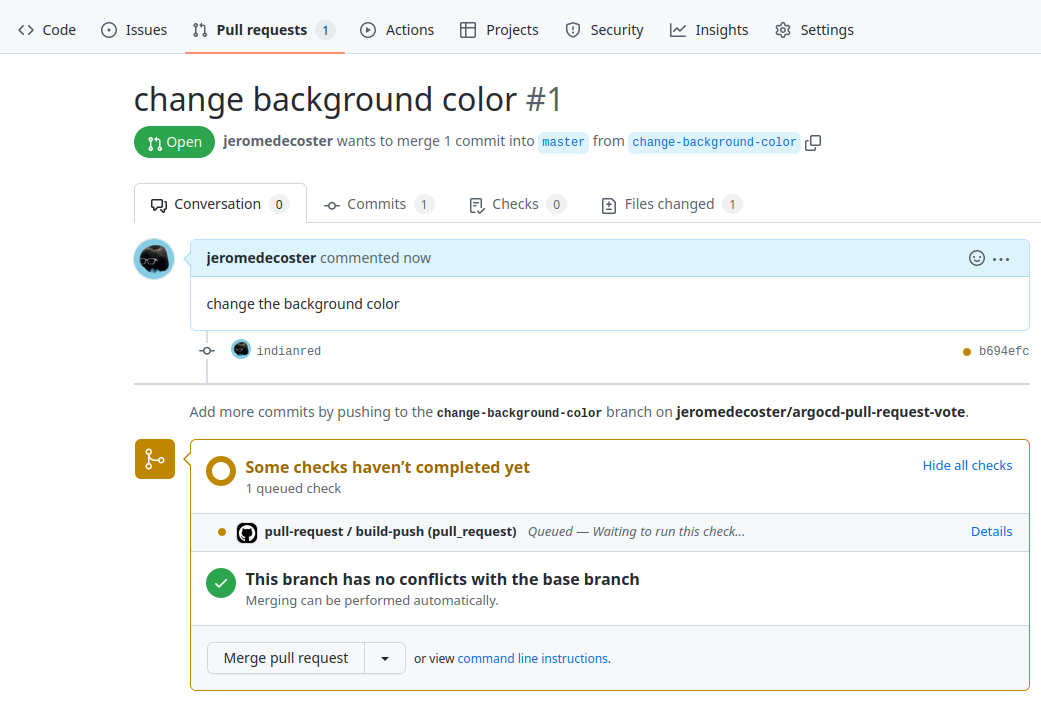 Code Issues Pull requests 1 Actions Projects Security Insights Settings
change background color #1
Open jeromedecoster wants to merge 1 commit into master from change-background-color
Conversation 0 Commits 1 Checks 0 Files changed 1
jeromedecoster commented now
change the background color
indianred b694efc
Add more commits by pushing to the change-background-color branch on jeromedecoster/argocd-pull-request-vote.
Some checks haven’t completed yet Hide all checks
1 queued check
pull-request / build-push (pull_request) Queued — Waiting to run this check… Details
This branch has no conflicts with the base branch
Merging can be performed automatically.
Merge pull request or view command line instructions.